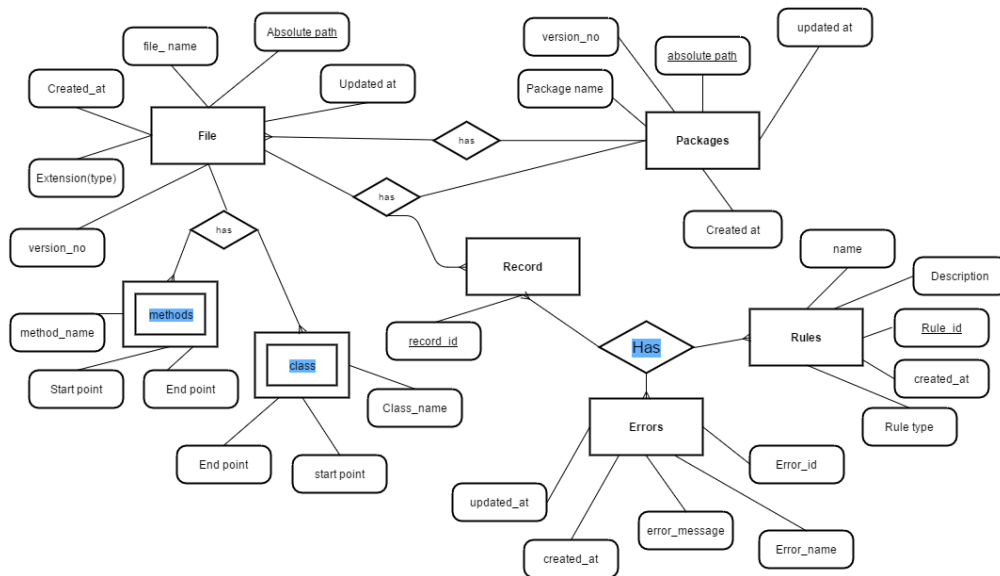 file_ name
Absolute path
Created_at
Updated at
File
Extension(type)
version_no
has
version_no
absolute path
updated at
Package name
Packages
has
has
Created at
Record
record_id
methods
method_name
Start point
End point
class
Class_name
End point
start point
Has
name
Description
Rules
Rule_id
created_at
Rule type
Errors
Error_id
updated_at
created_at
error_message
Error_name